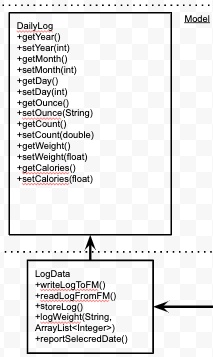 Model
DailyLog
+getYear()
+setYear(int)
+getMonth()
+setMonth(int)
+getDay()
+setDay(int)
+getOunce()
+setOunce(String)
+getCount()
+setCount(double)
+getWeight()
+setWeight(float)
+getCalories()
+setCalories(float)
LogData
+writeLogToFM()
+readLogFromFM()
+storeLog()
+logWeight(String,
ArrayList<Integer>)
+reportSelecredDate()